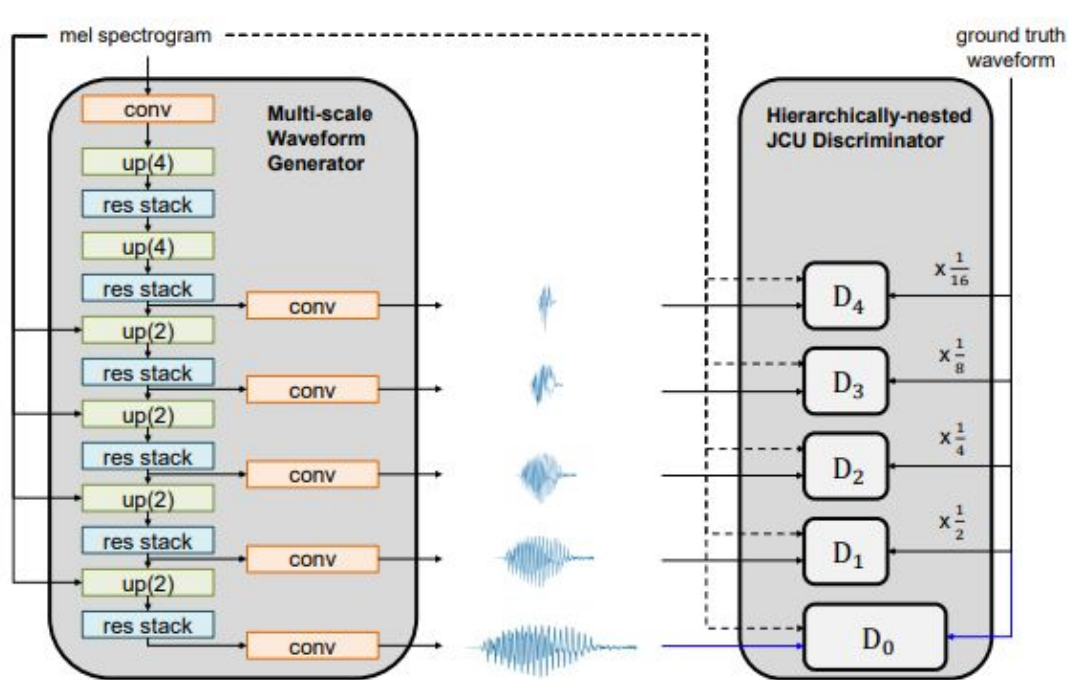 mel spectrogram
ground truth
waveform
conv
Multi-scale
Waveform
Generator
up(4)
res stack
up(4)
res stack
conv
up(2)
res stack
conv
up(2)
res stack
conv
up(2)
res stack
conv
up(2)
res stack
conv
Hierarchically-nested
JCU Discriminator
D₄
x 1/16
D₃
x 1/8
D₂
x 1/4
D₁
x 1/2
D₀